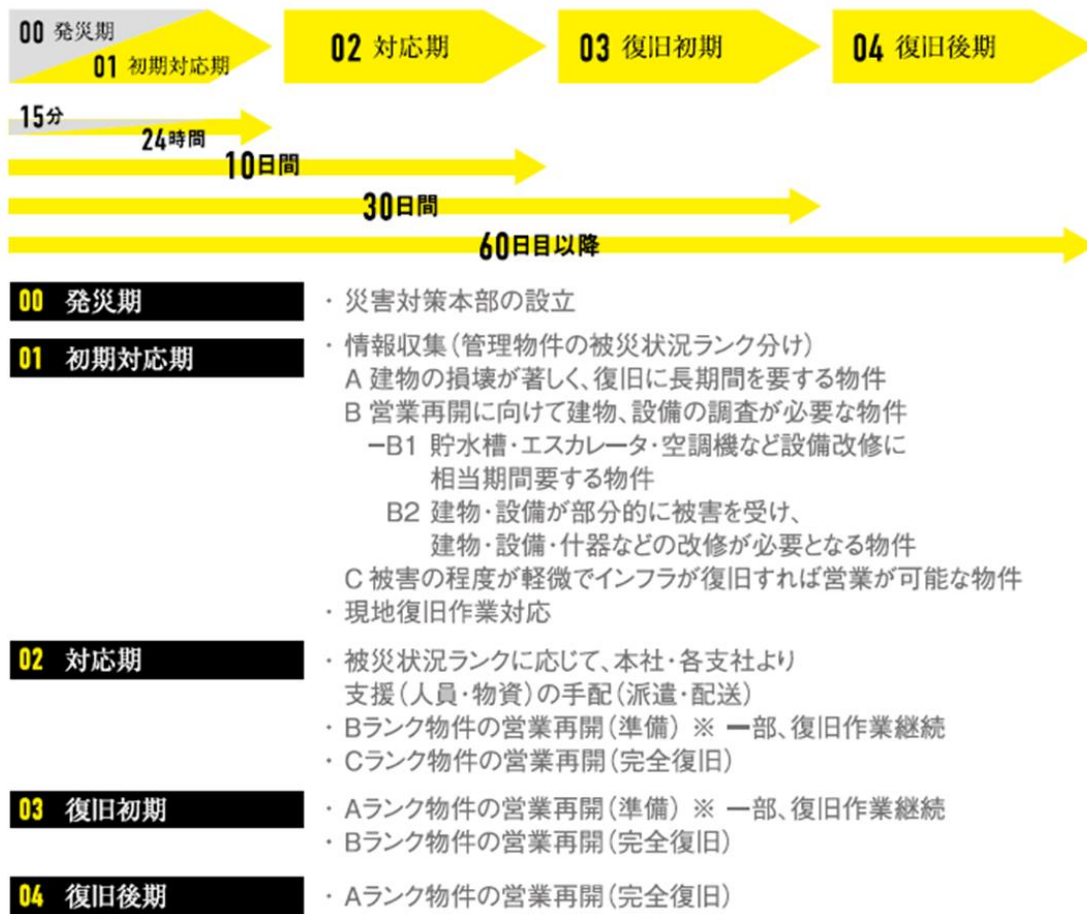 00 発災期
01 初期対応期
02 対応期
03 復旧初期
04 復旧後期
15分
24時間
10日間
30日間
60日目以降
00 発災期
・ 災害対策本部の設立
01 初期対応期
・ 情報収集(管理物件の被災状況ランク分け)
A 建物の損壊が著しく、復旧に長期間を要する物件
B 営業再開に向けて建物、設備の調査が必要な物件
ーB1 貯水槽・エスカレータ・空調機など設備改修に
相当期間要する物件
B2 建物・設備が部分的に被害を受け、
建物・設備・什器などの改修が必要となる物件
C 被害の程度が軽微でインフラが復旧すれば営業が可能な物件
・ 現地復旧作業対応
02 対応期
・ 被災状況ランクに応じて、本社・各支社より
支援(人員・物資)の手配(派遣・配送)
・ Bランク物件の営業再開(準備) ※ 一部、復旧作業継続
・ Cランク物件の営業再開(完全復旧)
03 復旧初期
・ Aランク物件の営業再開(準備) ※ 一部、復旧作業継続
・ Bランク物件の営業再開(完全復旧)
04 復旧後期
・ Aランク物件の営業再開(完全復旧)